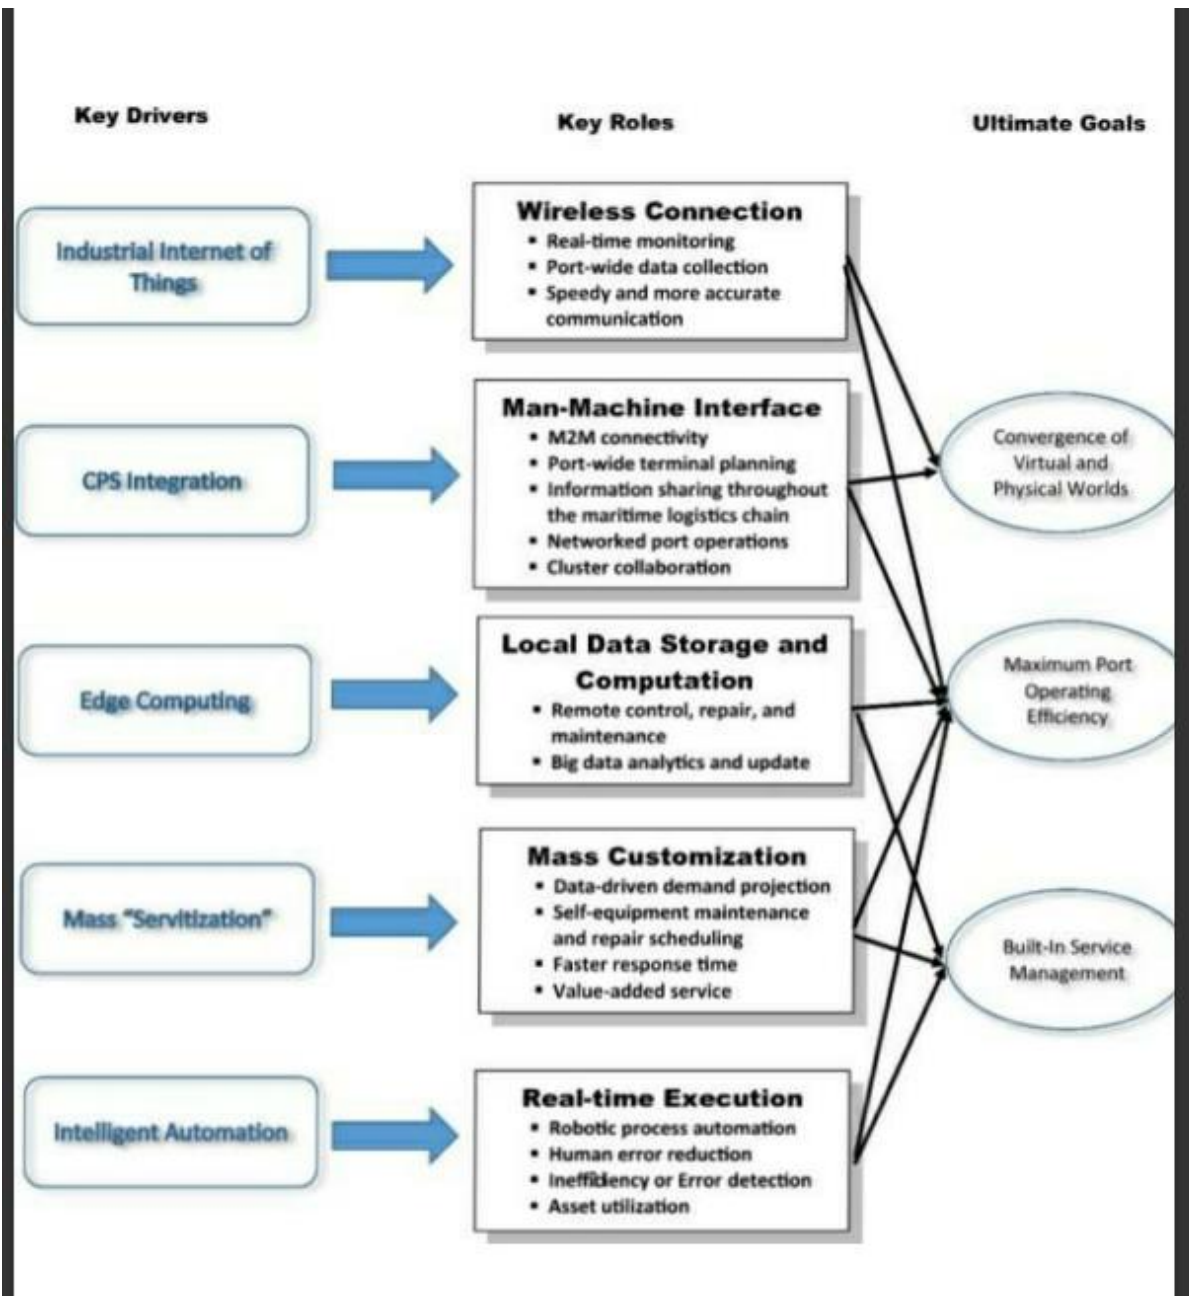 Key Drivers
Key Roles
Ultimate Goals
Industrial Internet of
Things
Wireless Connection
▪ Real-time monitoring
▪ Port-wide data collection
▪ Speedy and more accurate
communication
CPS Integration
Man-Machine Interface
▪ M2M connectivity
▪ Port-wide terminal planning
▪ Information sharing throughout
the maritime logistics chain
▪ Networked port operations
▪ Cluster collaboration
Convergence of
Virtual and
Physical Worlds
Edge Computing
Local Data Storage and
Computation
▪ Remote control, repair, and
maintenance
▪ Big data analytics and update
Maximum Port
Operating
Efficiency
Mass “Servitization”
Mass Customization
▪ Data-driven demand projection
▪ Self-equipment maintenance
and repair scheduling
▪ Faster response time
▪ Value-added service
Built-In Service
Management
Intelligent Automation
Real-time Execution
▪ Robotic process automation
▪ Human error reduction
▪ Inefficiency or Error detection
▪ Asset utilization